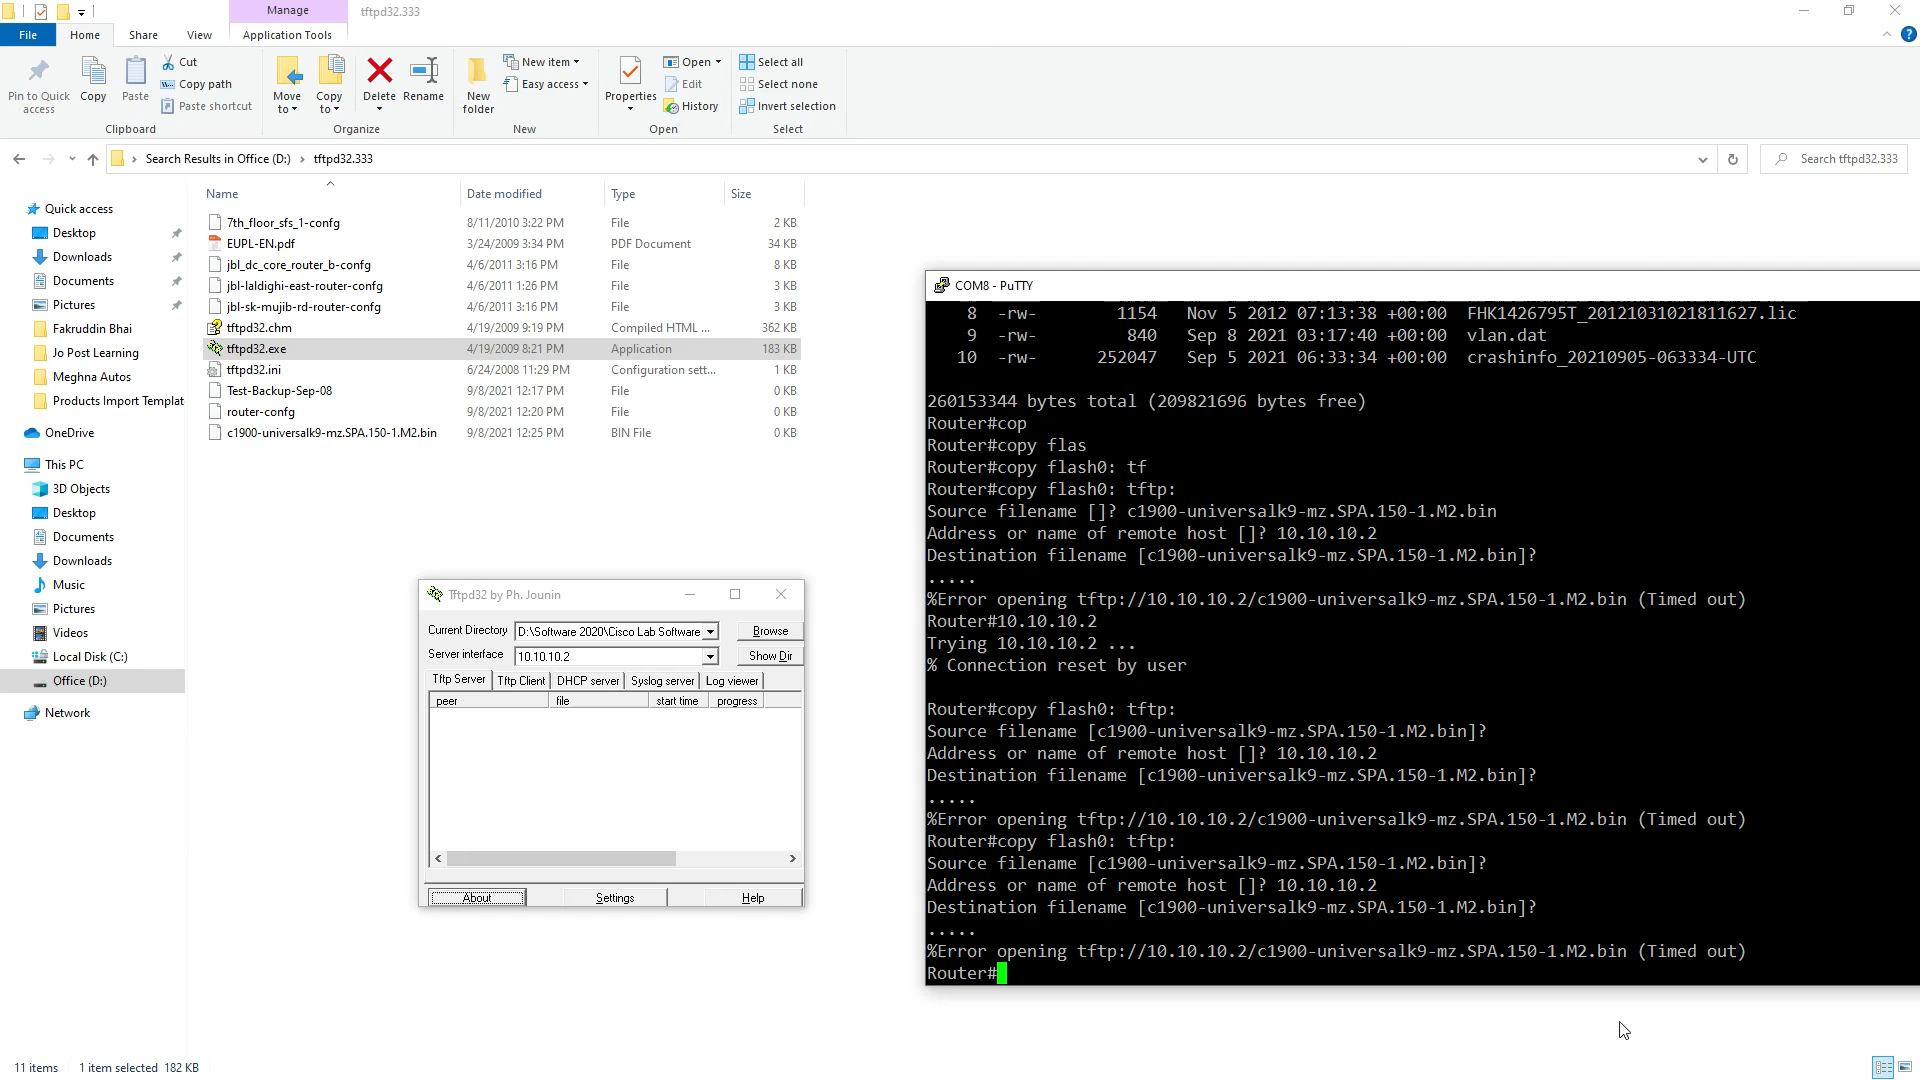 Manage
tftpd32.333
File
Home
Share
View
Application Tools
Pin to Quick access
Copy
Paste
Cut
Copy path
Paste shortcut
Clipboard
Move to
Copy to
Delete
Rename
Organize
New folder
New item
Easy access
New
Properties
Open
Edit
History
Open
Select all
Select none
Invert selection
Select
Search Results in Office (D:) › tftpd32.333
Search tftpd32.333
Quick access
Desktop
Downloads
Documents
Pictures
Fakruddin Bhai
Jo Post Learning
Meghna Autos
Products Import Templat
OneDrive
This PC
3D Objects
Desktop
Documents
Downloads
Music
Pictures
Videos
Local Disk (C:)
Office (D:)
Network
Name Date modified Type Size
7th_floor_sfs_1-confg 8/11/2010 3:22 PM File 2 KB
EUPL-EN.pdf 3/24/2009 3:34 PM PDF Document 34 KB
jbl_dc_core_router_b-confg 4/6/2011 3:16 PM File 8 KB
jbl-laldighi-east-router-confg 4/6/2011 1:26 PM File 3 KB
jbl-sk-mujib-rd-router-confg 4/6/2011 3:16 PM File 3 KB
tftpd32.chm 4/19/2009 9:19 PM Compiled HTML ... 362 KB
tftpd32.exe 4/19/2009 8:21 PM Application 183 KB
tftpd32.ini 6/24/2008 11:29 PM Configuration sett... 1 KB
Test-Backup-Sep-08 9/8/2021 12:17 PM File 0 KB
router-confg 9/8/2021 12:20 PM File 0 KB
c1900-universalk9-mz.SPA.150-1.M2.bin 9/8/2021 12:25 PM BIN File 0 KB
Tftpd32 by Ph. Jounin
Current Directory D:\Software 2020\Cisco Lab Software Browse
Server interface 10.10.10.2 Show Dir
Tftp Server Tftp Client DHCP server Syslog server Log viewer
peer file start time progress
About Settings Help
COM8 - PuTTY
8 -rw- 1154 Nov 5 2012 07:13:38 +00:00 FHK1426795T_20121031021811627.lic
9 -rw- 840 Sep 8 2021 03:17:40 +00:00 vlan.dat
10 -rw- 252047 Sep 5 2021 06:33:34 +00:00 crashinfo_20210905-063334-UTC
260153344 bytes total (209821696 bytes free)
Router#cop
Router#copy flas
Router#copy flash0: tf
Router#copy flash0: tftp:
Source filename []? c1900-universalk9-mz.SPA.150-1.M2.bin
Address or name of remote host []? 10.10.10.2
Destination filename [c1900-universalk9-mz.SPA.150-1.M2.bin]?
.....
%Error opening tftp://10.10.10.2/c1900-universalk9-mz.SPA.150-1.M2.bin (Timed out)
Router#10.10.10.2
Trying 10.10.10.2 ...
% Connection reset by user
Router#copy flash0: tftp:
Source filename [c1900-universalk9-mz.SPA.150-1.M2.bin]?
Address or name of remote host []? 10.10.10.2
Destination filename [c1900-universalk9-mz.SPA.150-1.M2.bin]?
.....
%Error opening tftp://10.10.10.2/c1900-universalk9-mz.SPA.150-1.M2.bin (Timed out)
Router#copy flash0: tftp:
Source filename [c1900-universalk9-mz.SPA.150-1.M2.bin]?
Address or name of remote host []? 10.10.10.2
Destination filename [c1900-universalk9-mz.SPA.150-1.M2.bin]?
.....
%Error opening tftp://10.10.10.2/c1900-universalk9-mz.SPA.150-1.M2.bin (Timed out)
Router#
11 items 1 item selected 182 KB